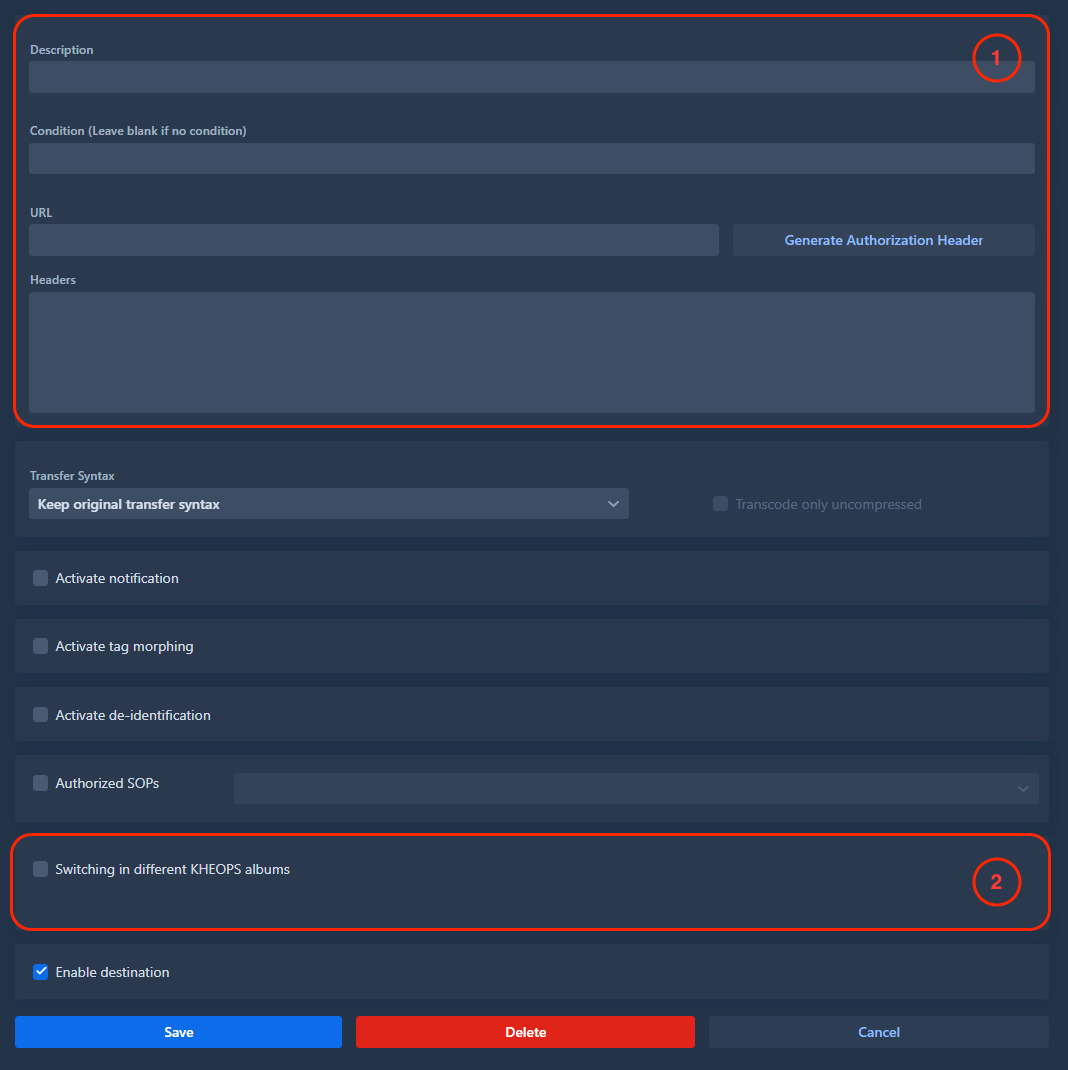 Description
1
Condition (Leave blank if no condition)
URL
Generate Authorization Header
Headers
Transfer Syntax
Keep original transfer syntax
Transcode only uncompressed
Activate notification
Activate tag morphing
Activate de-identification
Authorized SOPs
Switching in different KHEOPS albums
2
Enable destination
Save
Delete
Cancel